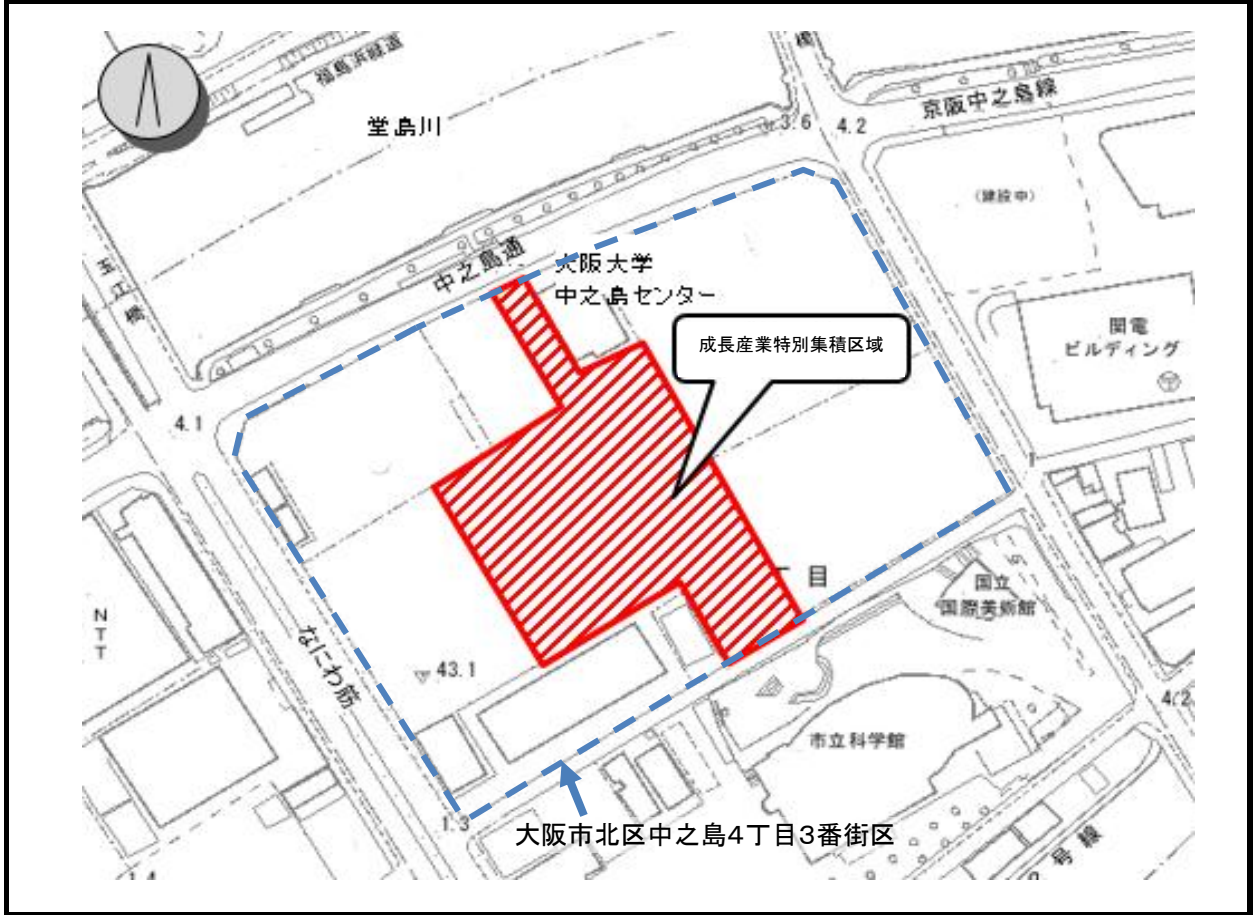 福島浜緑道
堂島川
京阪中之島線
3.6
4.2
(建設中)
玉江橋
中之島通
大阪大学
中之島センター
成長産業特別集積区域
関電
ビルディング
4.1
丁目
国立
国際美術館
NTT
なにわ筋
43.1
4.2
市立科学館
1.3
大阪市北区中之島4丁目3番街区
号線
1.4